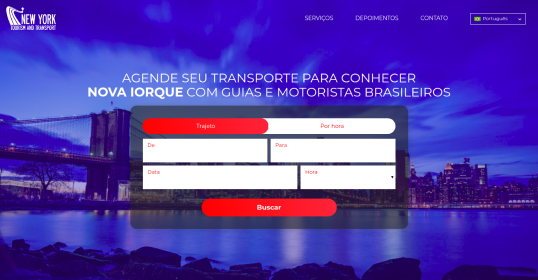 NEW YORK
TOURISM AND TRANSPORT
SERVIÇOS
DEPOIMENTOS
CONTATO
Português
AGENDE SEU TRANSPORTE PARA CONHECER
NOVA IORQUE COM GUIAS E MOTORISTAS BRASILEIROS
Trajeto
Por hora
De
Para
Data
Hora
Buscar